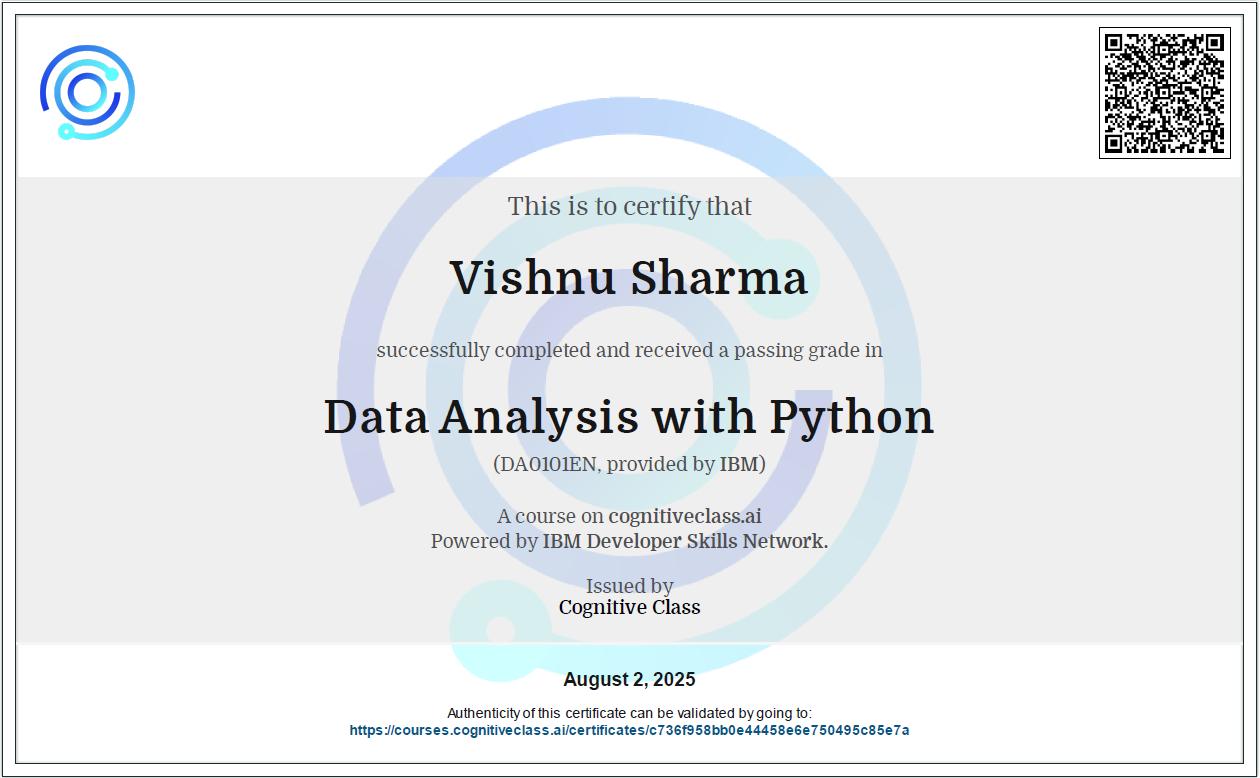 This is to certify that
Vishnu Sharma
successfully completed and received a passing grade in
Data Analysis with Python
(DA0101EN, provided by IBM)
A course on cognitiveclass.ai
Powered by IBM Developer Skills Network.
Issued by
Cognitive Class
August 2, 2025
Authenticity of this certificate can be validated by going to:
https://courses.cognitiveclass.ai/certificates/c736f958bb0e44458e6e750495c85e7a